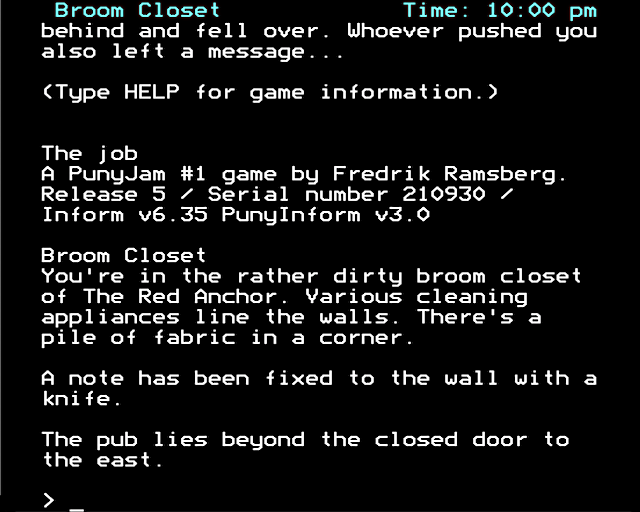 Broom Closet Time: 10:00 pm
behind and fell over. Whoever pushed you
also left a message...
(Type HELP for game information.)
The job
A PunyJam #1 game by Fredrik Ramsberg.
Release 5 / Serial number 210930 /
Inform v6.35 PunyInform v3.0
Broom Closet
You're in the rather dirty broom closet
of The Red Anchor. Various cleaning
appliances line the walls. There's a
pile of fabric in a corner.
A note has been fixed to the wall with a
knife.
The pub lies beyond the closed door to
the east.
> _